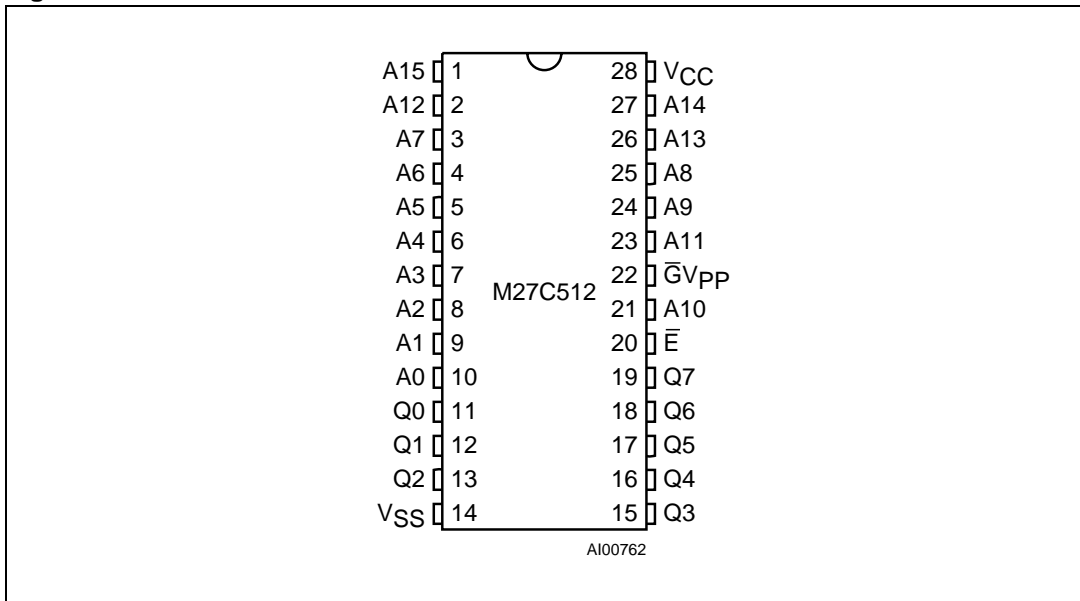 A15 1 28 VCC
A12 2 27 A14
A7 3 26 A13
A6 4 25 A8
A5 5 24 A9
A4 6 23 A11
A3 7 22 G̅VPP
M27C512
A2 8 21 A10
A1 9 20 E̅
A0 10 19 Q7
Q0 11 18 Q6
Q1 12 17 Q5
Q2 13 16 Q4
VSS 14 15 Q3
AI00762